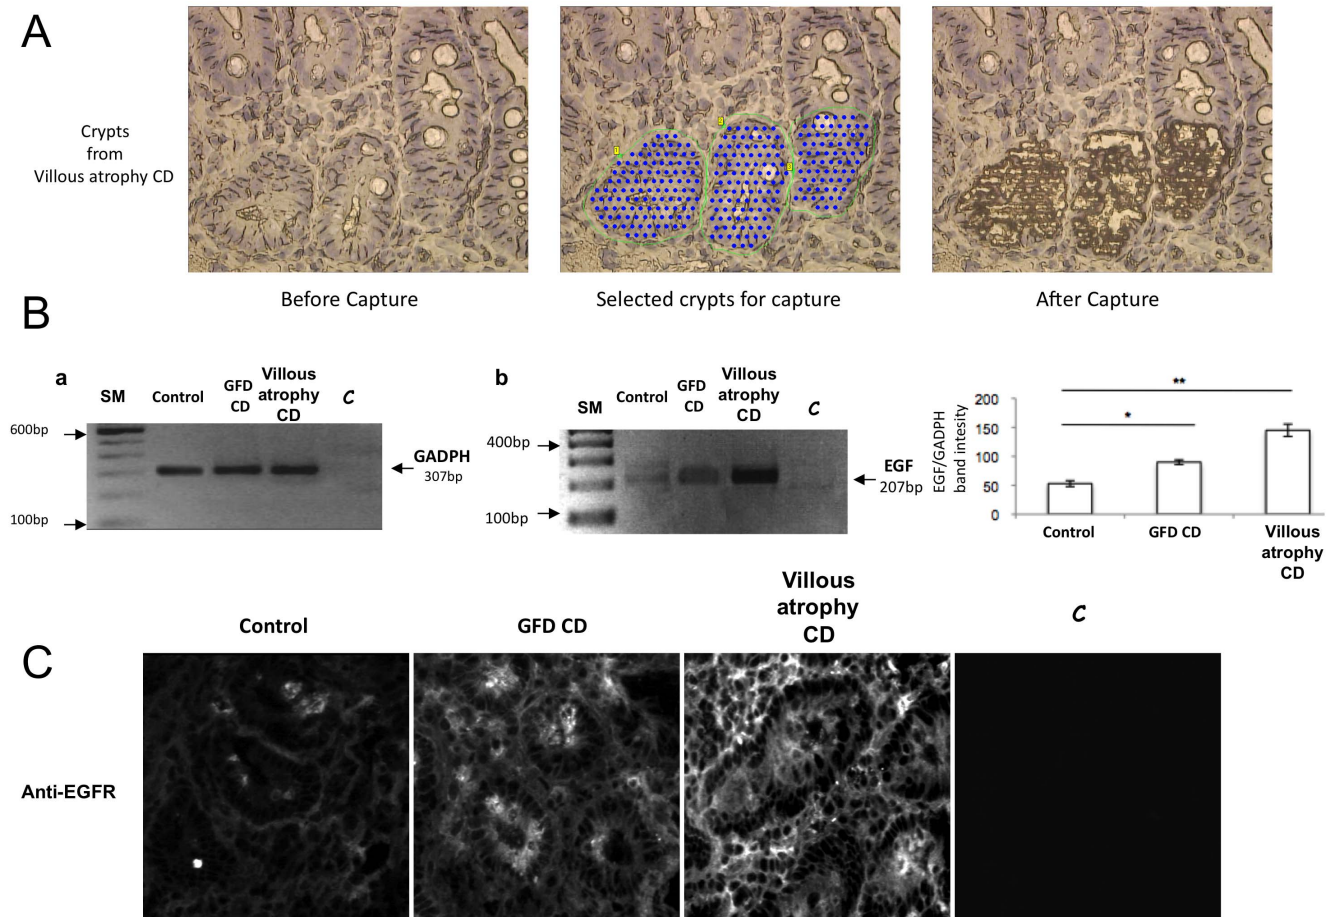 A
Crypts
from
Villous atrophy CD
1
2
3
Before Capture
Selected crypts for capture
After Capture
B
a
SM
Control
GFD
CD
Villous
atrophy
CD
C
600bp
100bp
GADPH
307bp
b
SM
Control
GFD
CD
Villous
atrophy
CD
C
400bp
100bp
EGF
207bp
EGF/GADPH
band intesity
**
*
200
150
100
50
0
Control
GFD CD
Villous
atrophy
CD
C
Control
GFD CD
Villous
atrophy
CD
C
Anti-EGFR